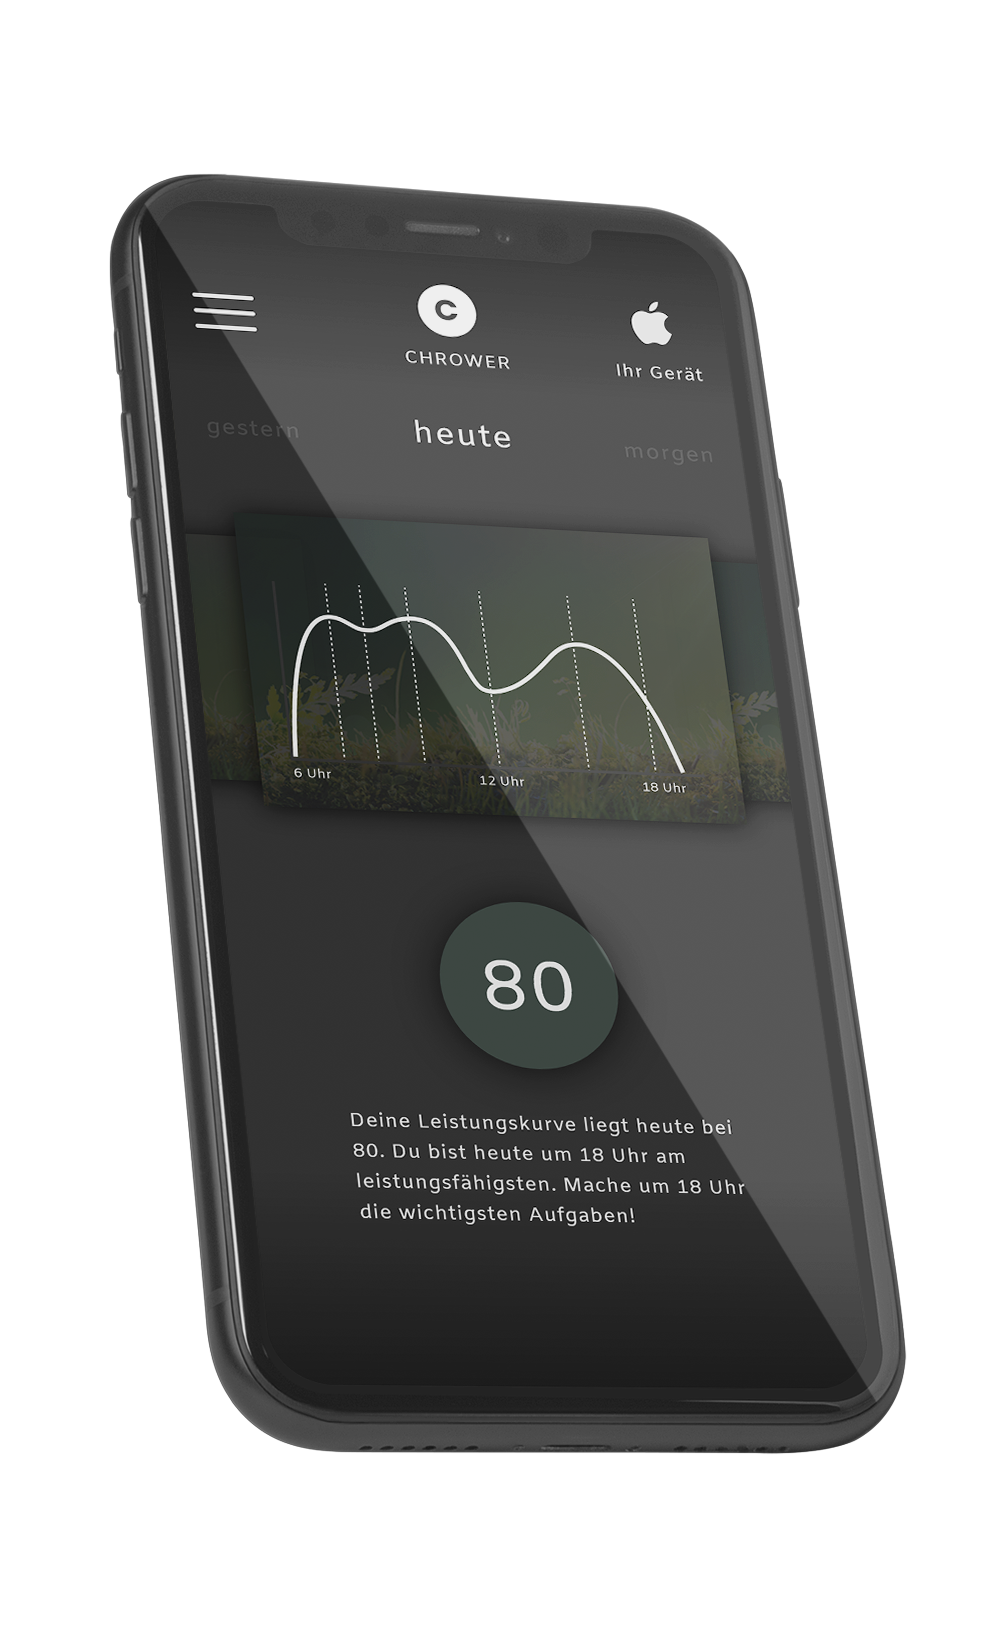 C
CHROWER
Ihr Gerät
gestern
heute
morgen
6 Uhr
12 Uhr
18 Uhr
80
Deine Leistungskurve liegt heute bei
80. Du bist heute um 18 Uhr am
leistungsfähigsten. Mache um 18 Uhr
die wichtigsten Aufgaben!